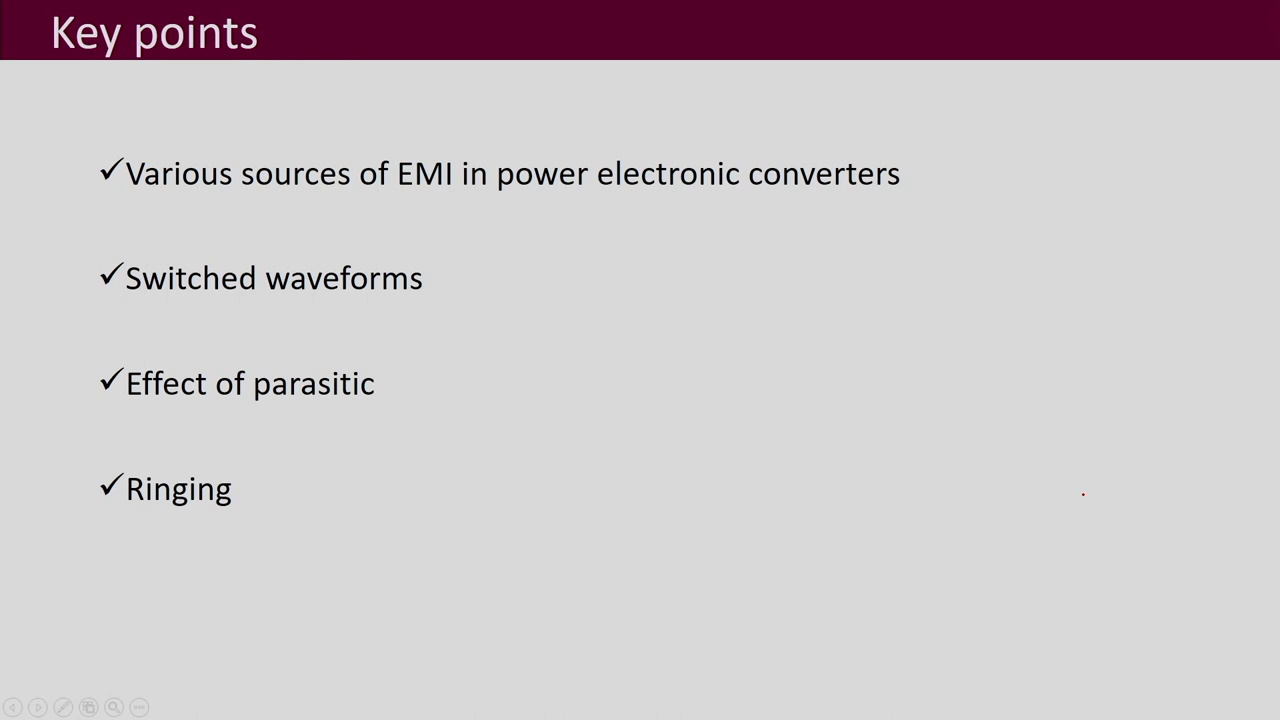 Key points
✓Various sources of EMI in power electronic converters
✓Switched waveforms
✓Effect of parasitic
✓Ringing